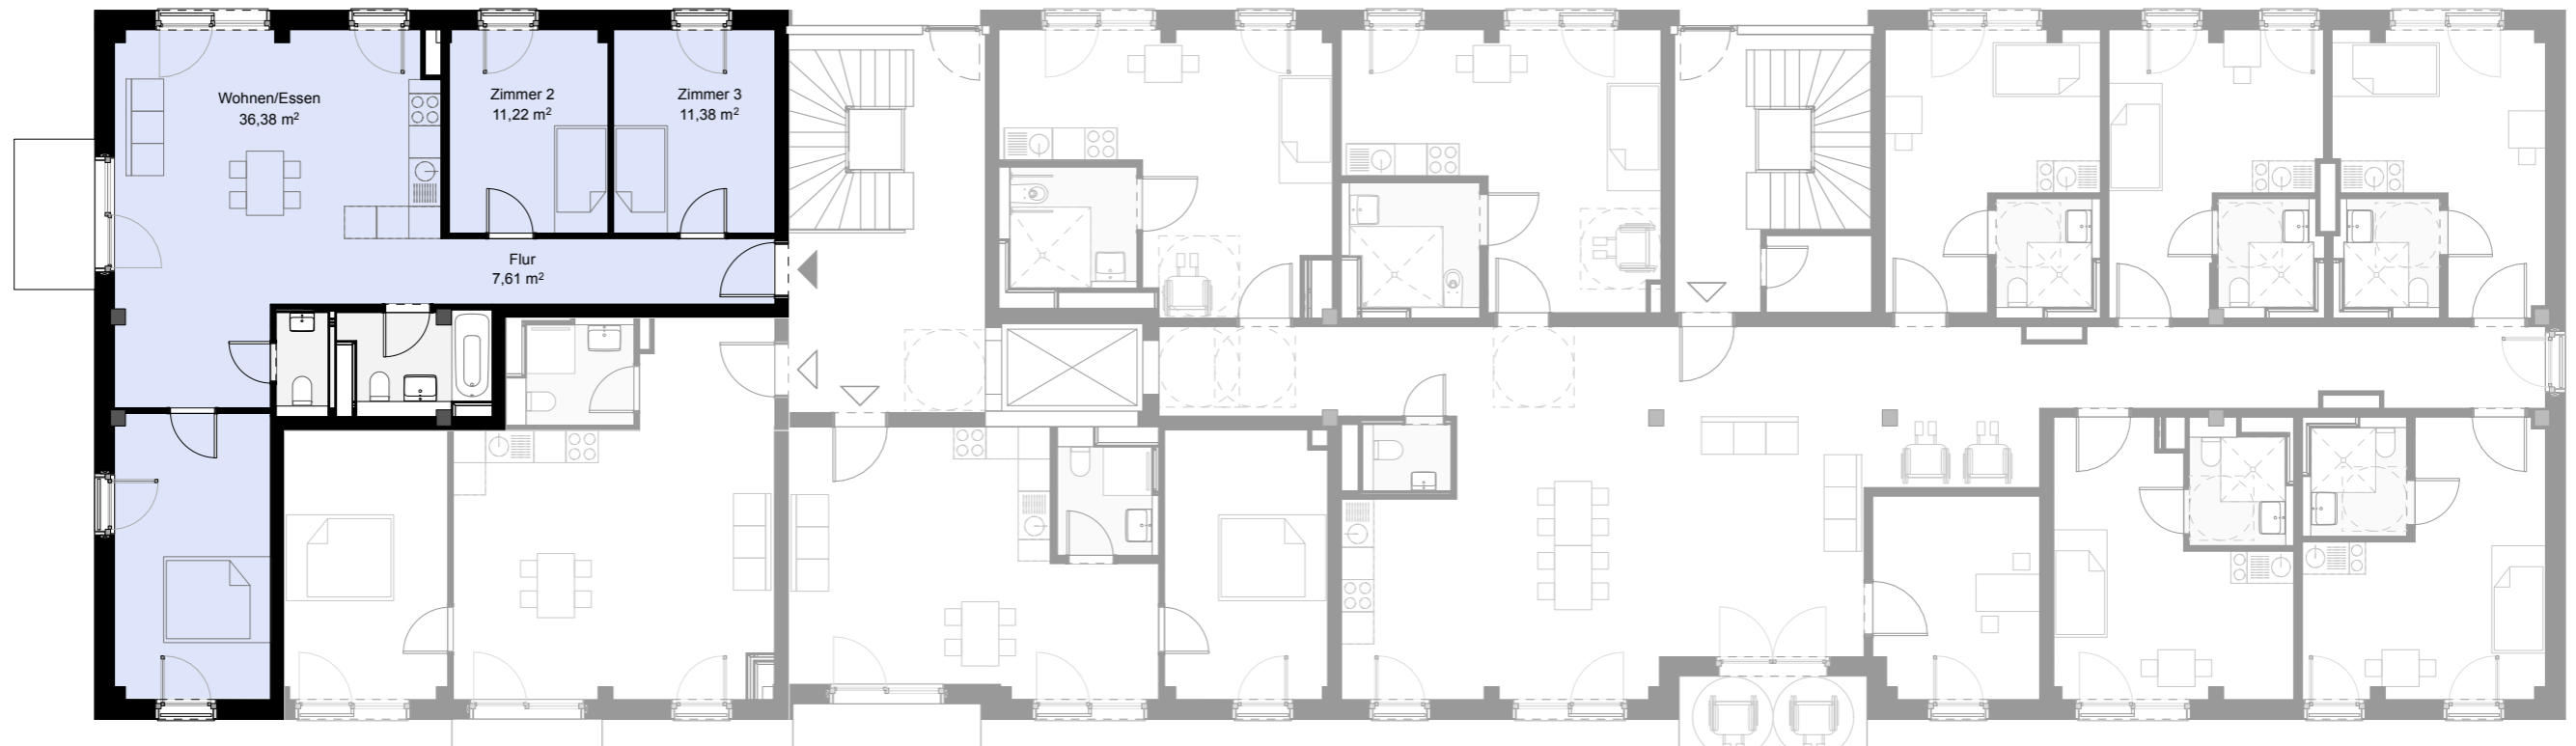 Wohnen/Essen
36,38 m²
Zimmer 2
11,22 m²
Zimmer 3
11,38 m²
Flur
7,61 m²